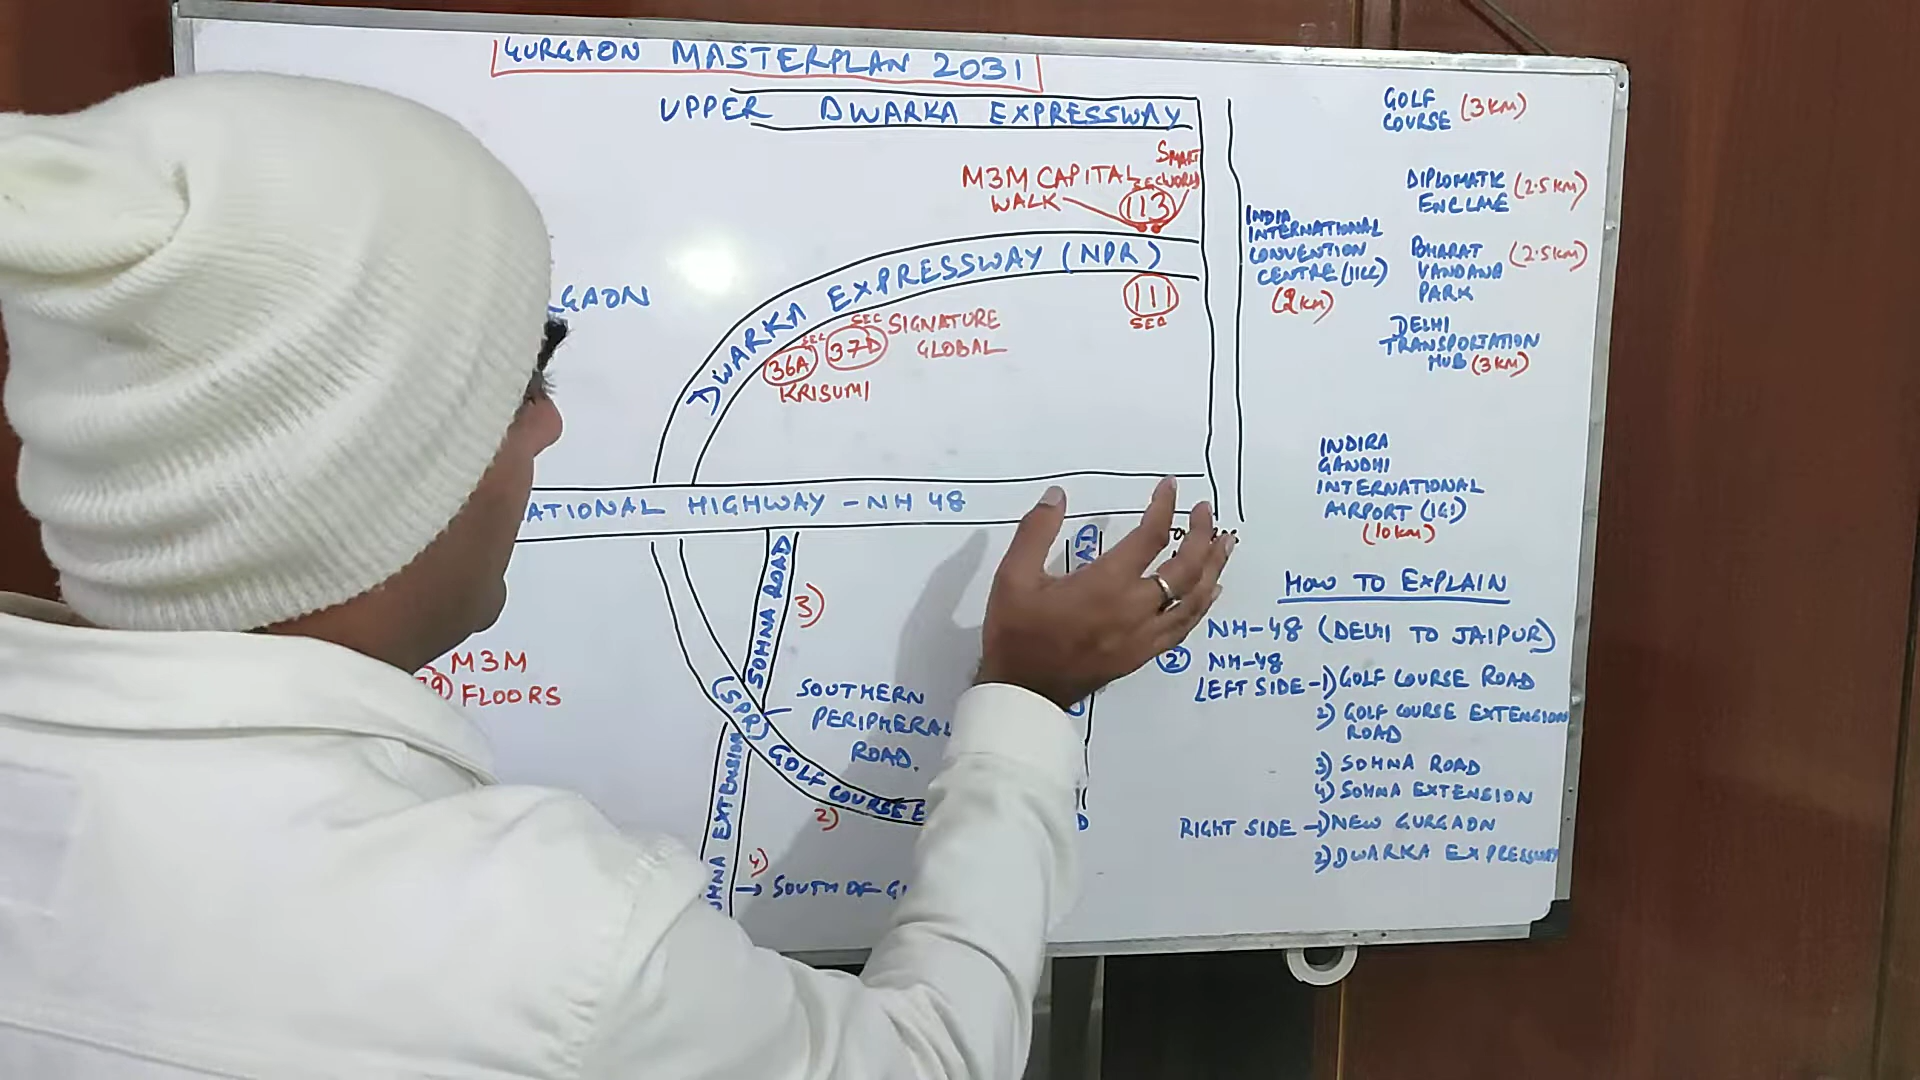 GURGAON MASTERPLAN 2031
UPPER DWARKA EXPRESSWAY
SMART
M3M CAPITAL
WORLD
WALK
113
DWARKA EXPRESSWAY (NPR)
111
SEC
SEC
SIGNATURE
GLOBAL
37D
SEC
36A
KRISUMI
GAON
ATIONAL HIGHWAY - NH 48
SOHNA ROAD
3)
M3M
FLOORS
(SPR)
SOUTHERN
PERIPHERAL
ROAD.
GOLF COURSE E
2)
HNA EXTENSION
4)
→ SOUTH OF G
GOLF
COURSE (3KM)
DIPLOMATIC
ENCLAVE (2.5KM)
INDIA
INTERNATIONAL
CONVENTION
CENTRE (IICC)
(2KM)
BHARAT
VANDANA
PARK
(2.5KM)
DELHI
TRANSPORTATION
HUB (3KM)
INDIRA
GANDHI
INTERNATIONAL
AIRPORT (IGI)
(10KM)
HOW TO EXPLAIN
NH-48 (DELHI TO JAIPUR)
2 NH-48
LEFT SIDE -1) GOLF COURSE ROAD
2) GOLF COURSE EXTENSION
ROAD
3) SOHNA ROAD
4) SOHNA EXTENSION
RIGHT SIDE -1) NEW GURGAON
2) DWARKA EXPRESSWAY